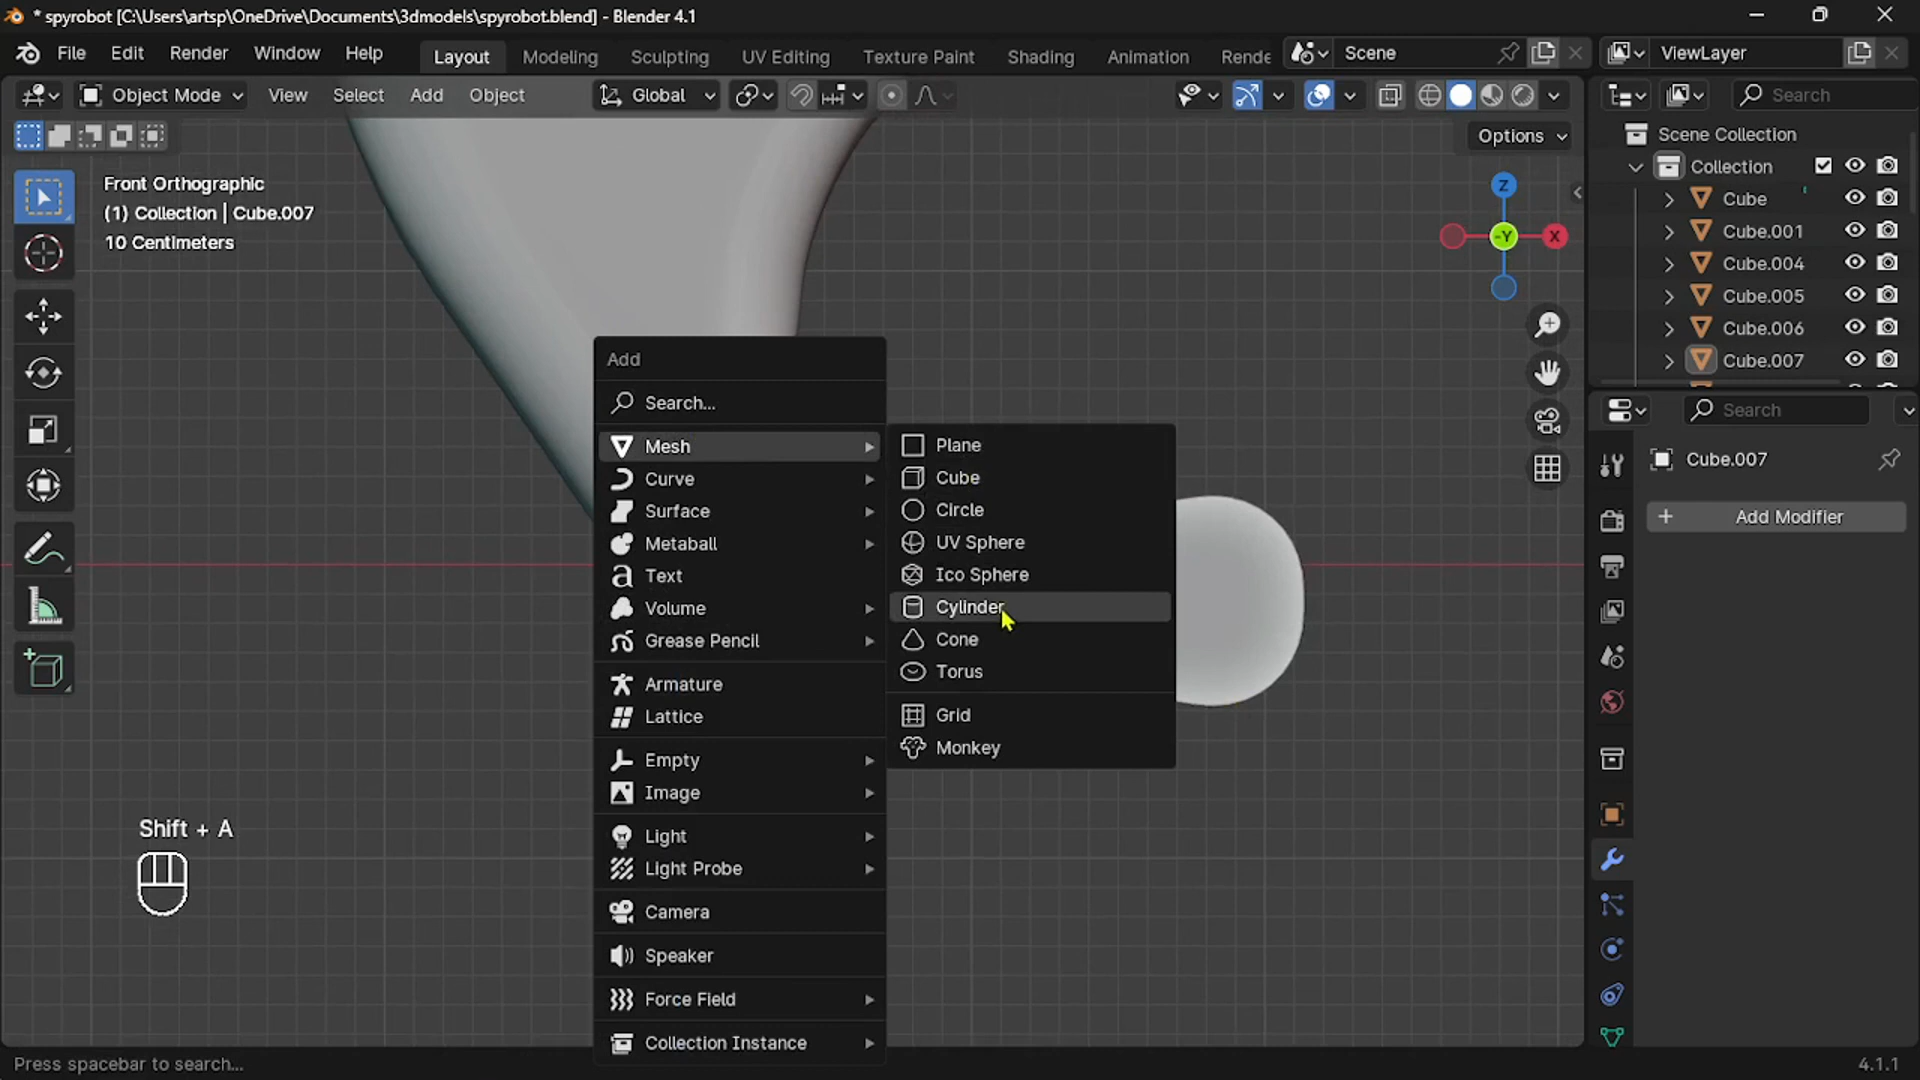 * spyrobot [C:\Users\artsp\OneDrive\Documents\3dmodels\spyrobot.blend] - Blender 4.1
File Edit Render Window Help Layout Modeling Sculpting UV Editing Texture Paint Shading Animation Rende Scene ViewLayer
Object Mode View Select Add Object Global Search
Options
Scene Collection
Collection
Cube
Cube.001
Cube.004
Cube.005
Cube.006
Cube.007
Front Orthographic
(1) Collection | Cube.007
10 Centimeters
Z
-Y
X
Add
Search...
Mesh
Curve
Surface
Metaball
Text
Volume
Grease Pencil
Armature
Lattice
Empty
Image
Light
Light Probe
Camera
Speaker
Force Field
Collection Instance
Plane
Cube
Circle
UV Sphere
Ico Sphere
Cylinder
Cone
Torus
Grid
Monkey
Search
Cube.007
Add Modifier
Shift + A
Press spacebar to search...
4.1.1